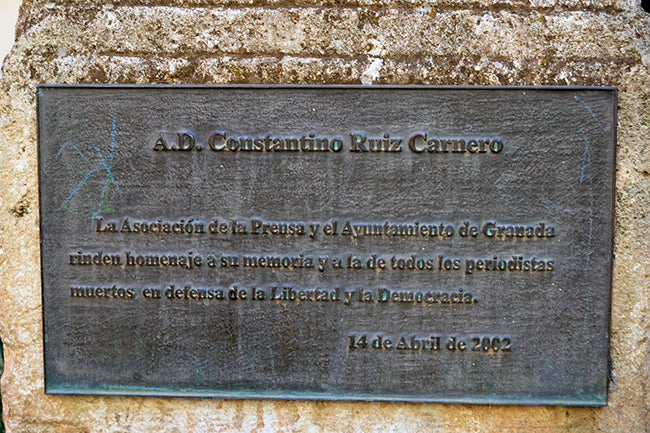 A.D. Constantino Ruiz Carnero
La Asociación de la Prensa y el Ayuntamiento de Granada
rinden homenaje a su memoria y a la de todos los periodistas
muertos en defensa de la Libertad y la Democracia.
14 de Abril de 2002